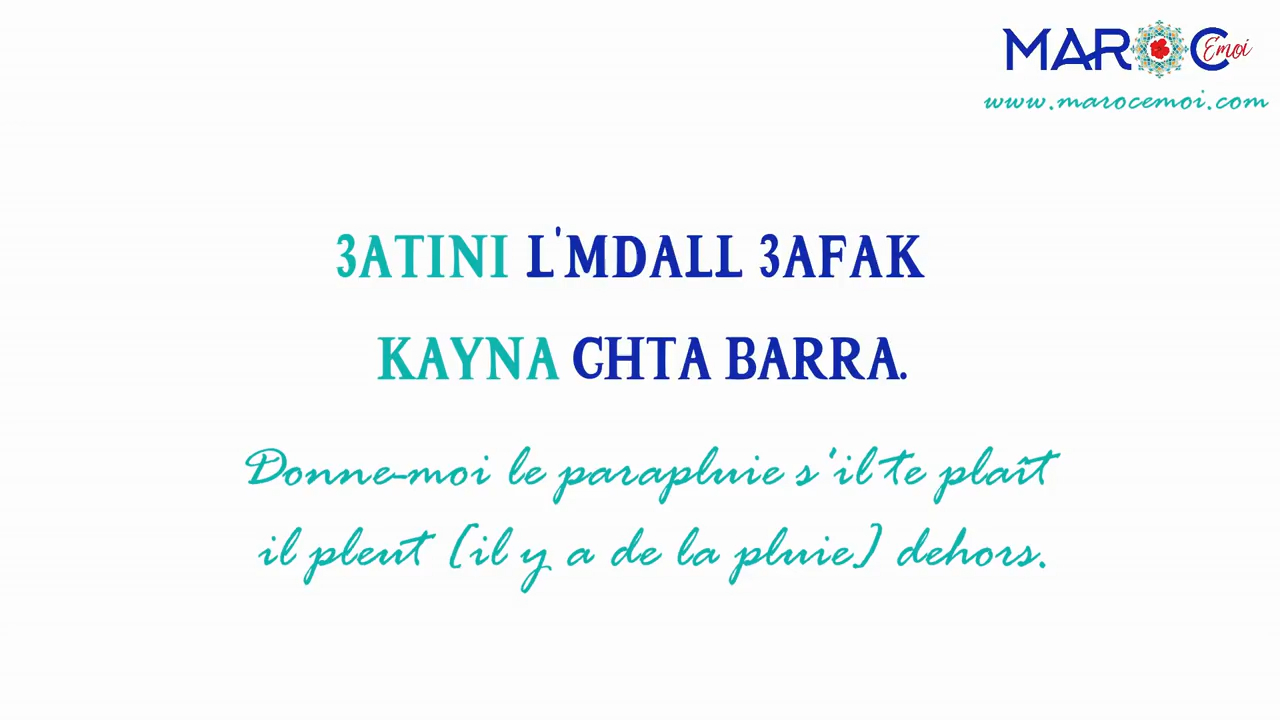 MAROC Emoi
www.marocemoi.com
3ATINI L'MDALL 3AFAK
KAYNA CHTA BARRA.
Donne-moi le parapluie s'il te plaît
il pleut (il y a de la pluie) dehors.